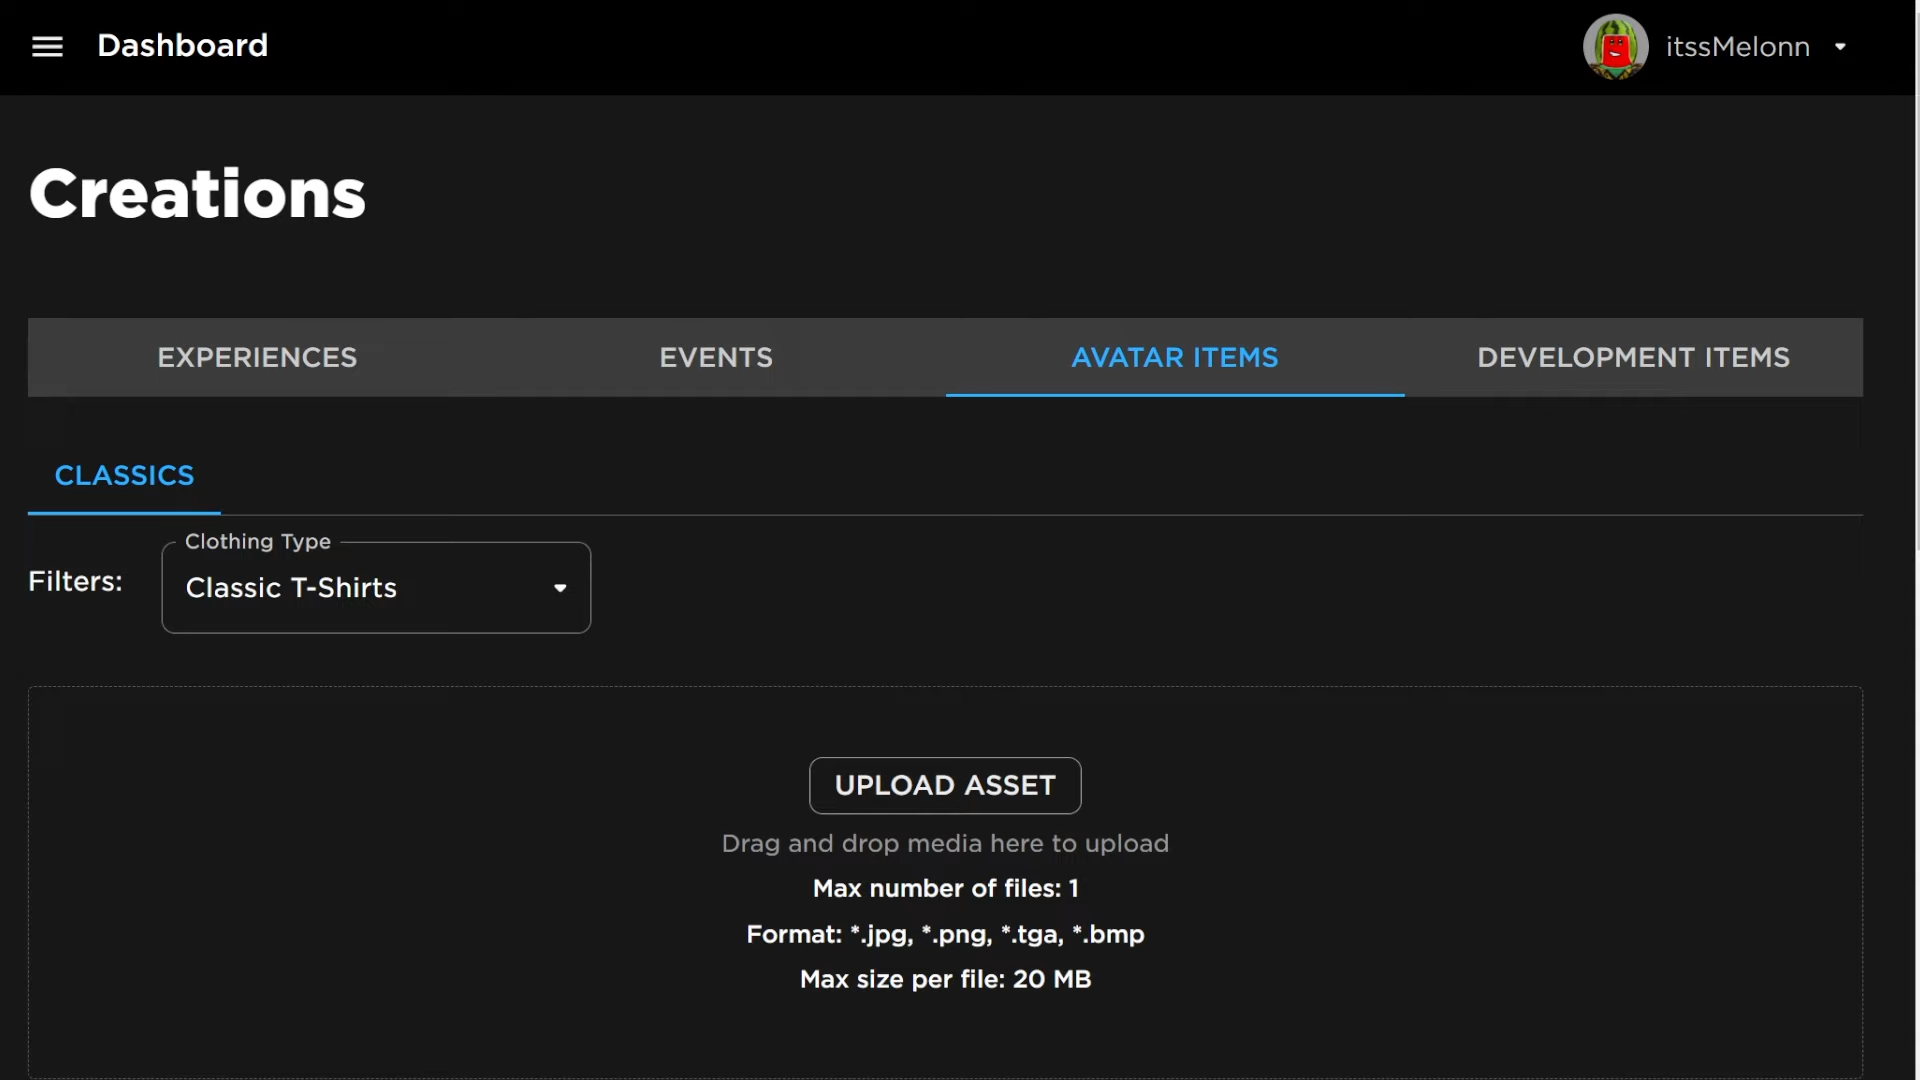 Dashboard
itssMelonn
Creations
EXPERIENCES
EVENTS
AVATAR ITEMS
DEVELOPMENT ITEMS
CLASSICS
Filters:
Clothing Type
Classic T-Shirts
UPLOAD ASSET
Drag and drop media here to upload
Max number of files: 1
Format: *.jpg, *.png, *.tga, *.bmp
Max size per file: 20 MB